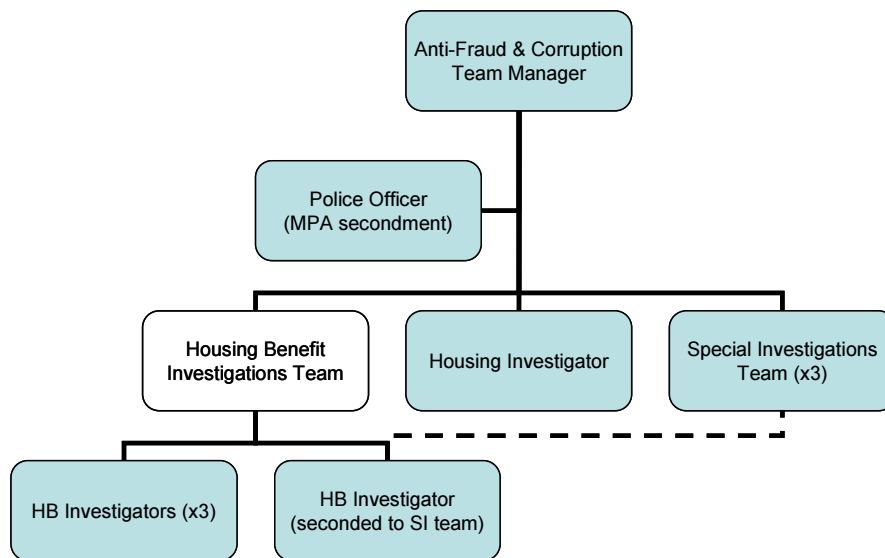 Anti-Fraud & Corruption
Team Manager
Police Officer
(MPA secondment)
Housing Benefit
Investigations Team
Housing Investigator
Special Investigations
Team (x3)
HB Investigators (x3)
HB Investigator
(seconded to SI team)